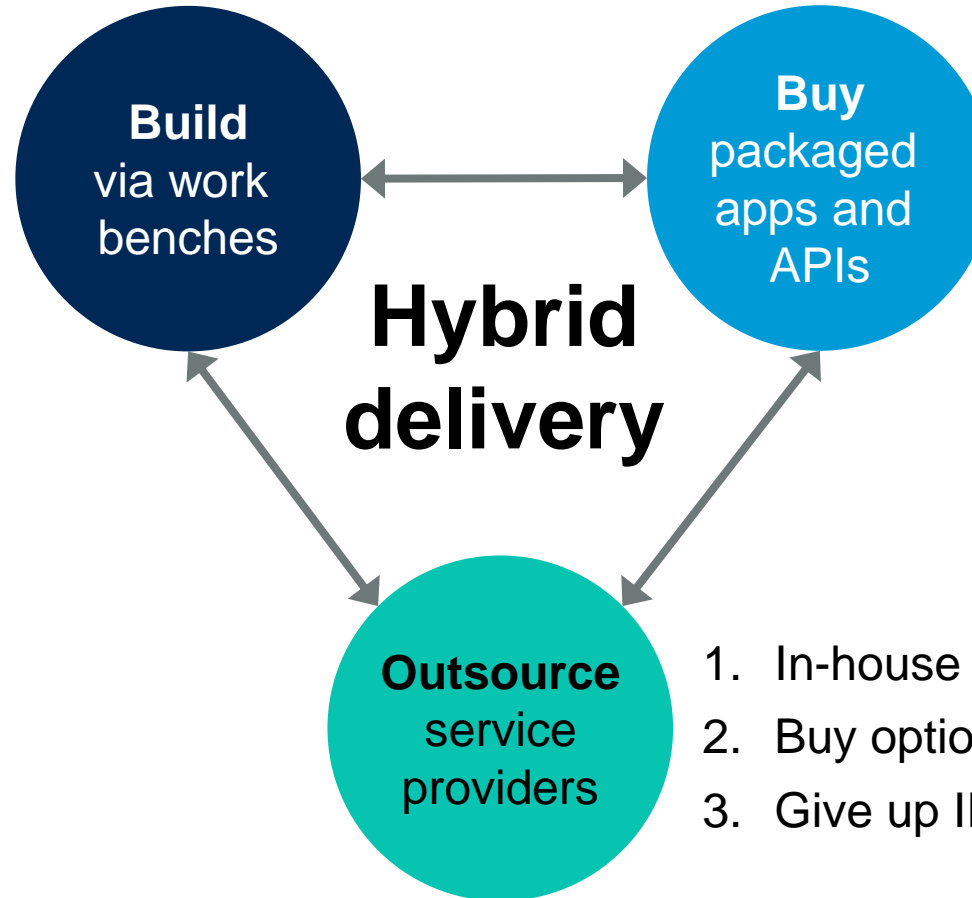 Build
via work
benches
Buy
packaged
apps and
APIs
Hybrid
delivery
Outsource
service
providers
1. In-house
2. Buy
3. Give up